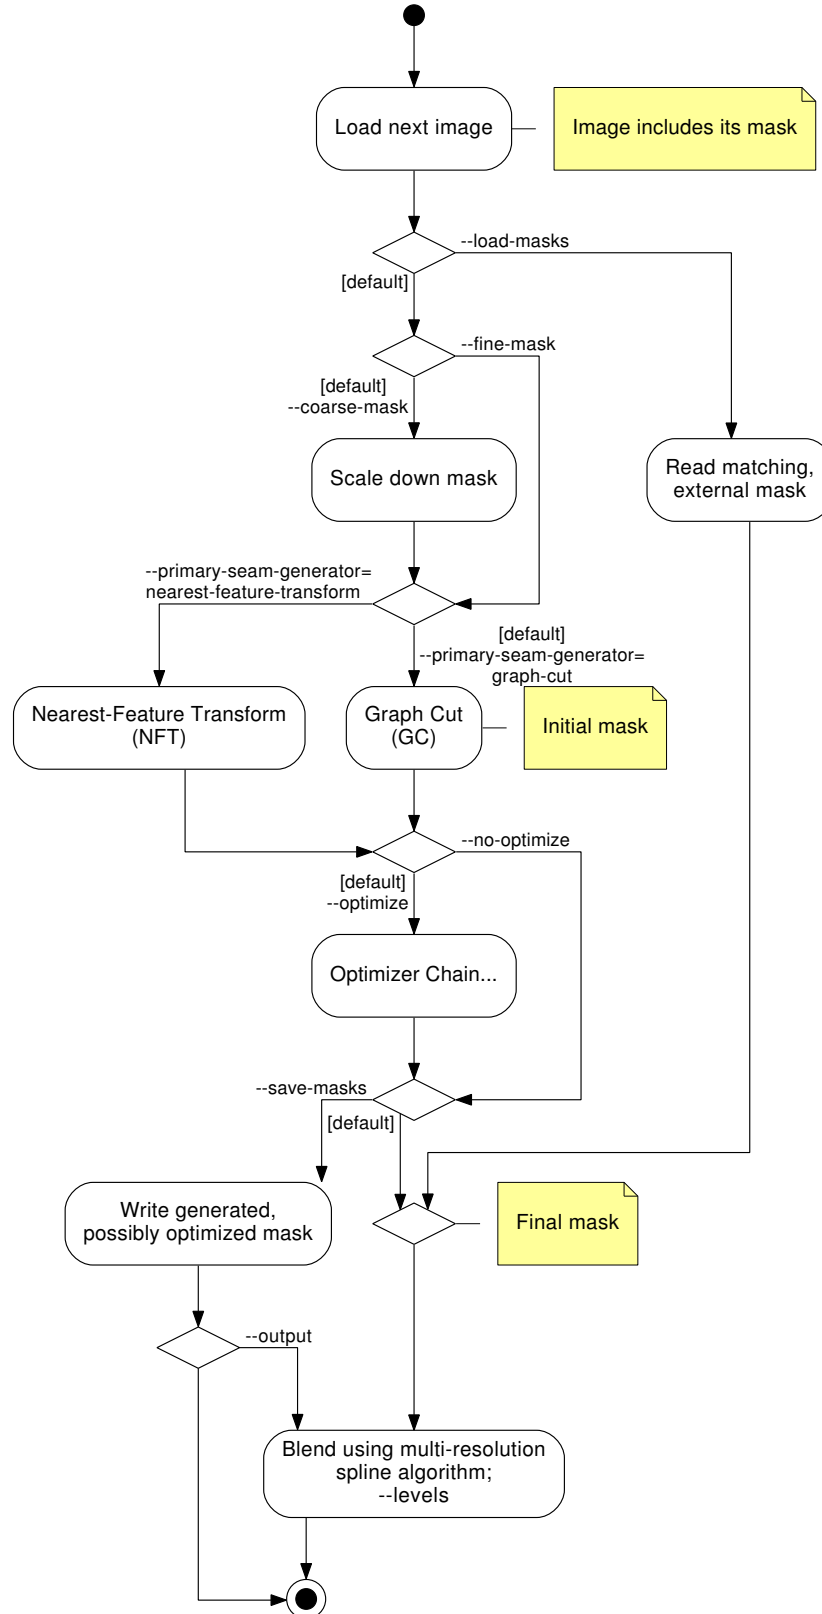 Load next image
Image includes its mask
--load-masks
[default]
--fine-mask
[default]
--coarse-mask
Scale down mask
Read matching,
external mask
--primary-seam-generator=
nearest-feature-transform
[default]
--primary-seam-generator=
graph-cut
Nearest-Feature Transform
(NFT)
Graph Cut
(GC)
Initial mask
--no-optimize
[default]
--optimize
Optimizer Chain...
--save-masks
[default]
Write generated,
possibly optimized mask
Final mask
--output
Blend using multi-resolution
spline algorithm;
--levels